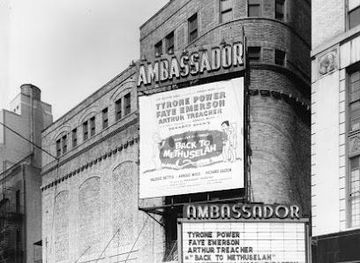 AMBASSADOR
TYRONE POWER
FAYE EMERSON
ARTHUR TREACHER
BACK TO
METHUSELAH
AMBASSADOR
TYRONE POWER
FAYE EMERSON
ARTHUR TREACHER
IN "BACK TO METHUSELAH"